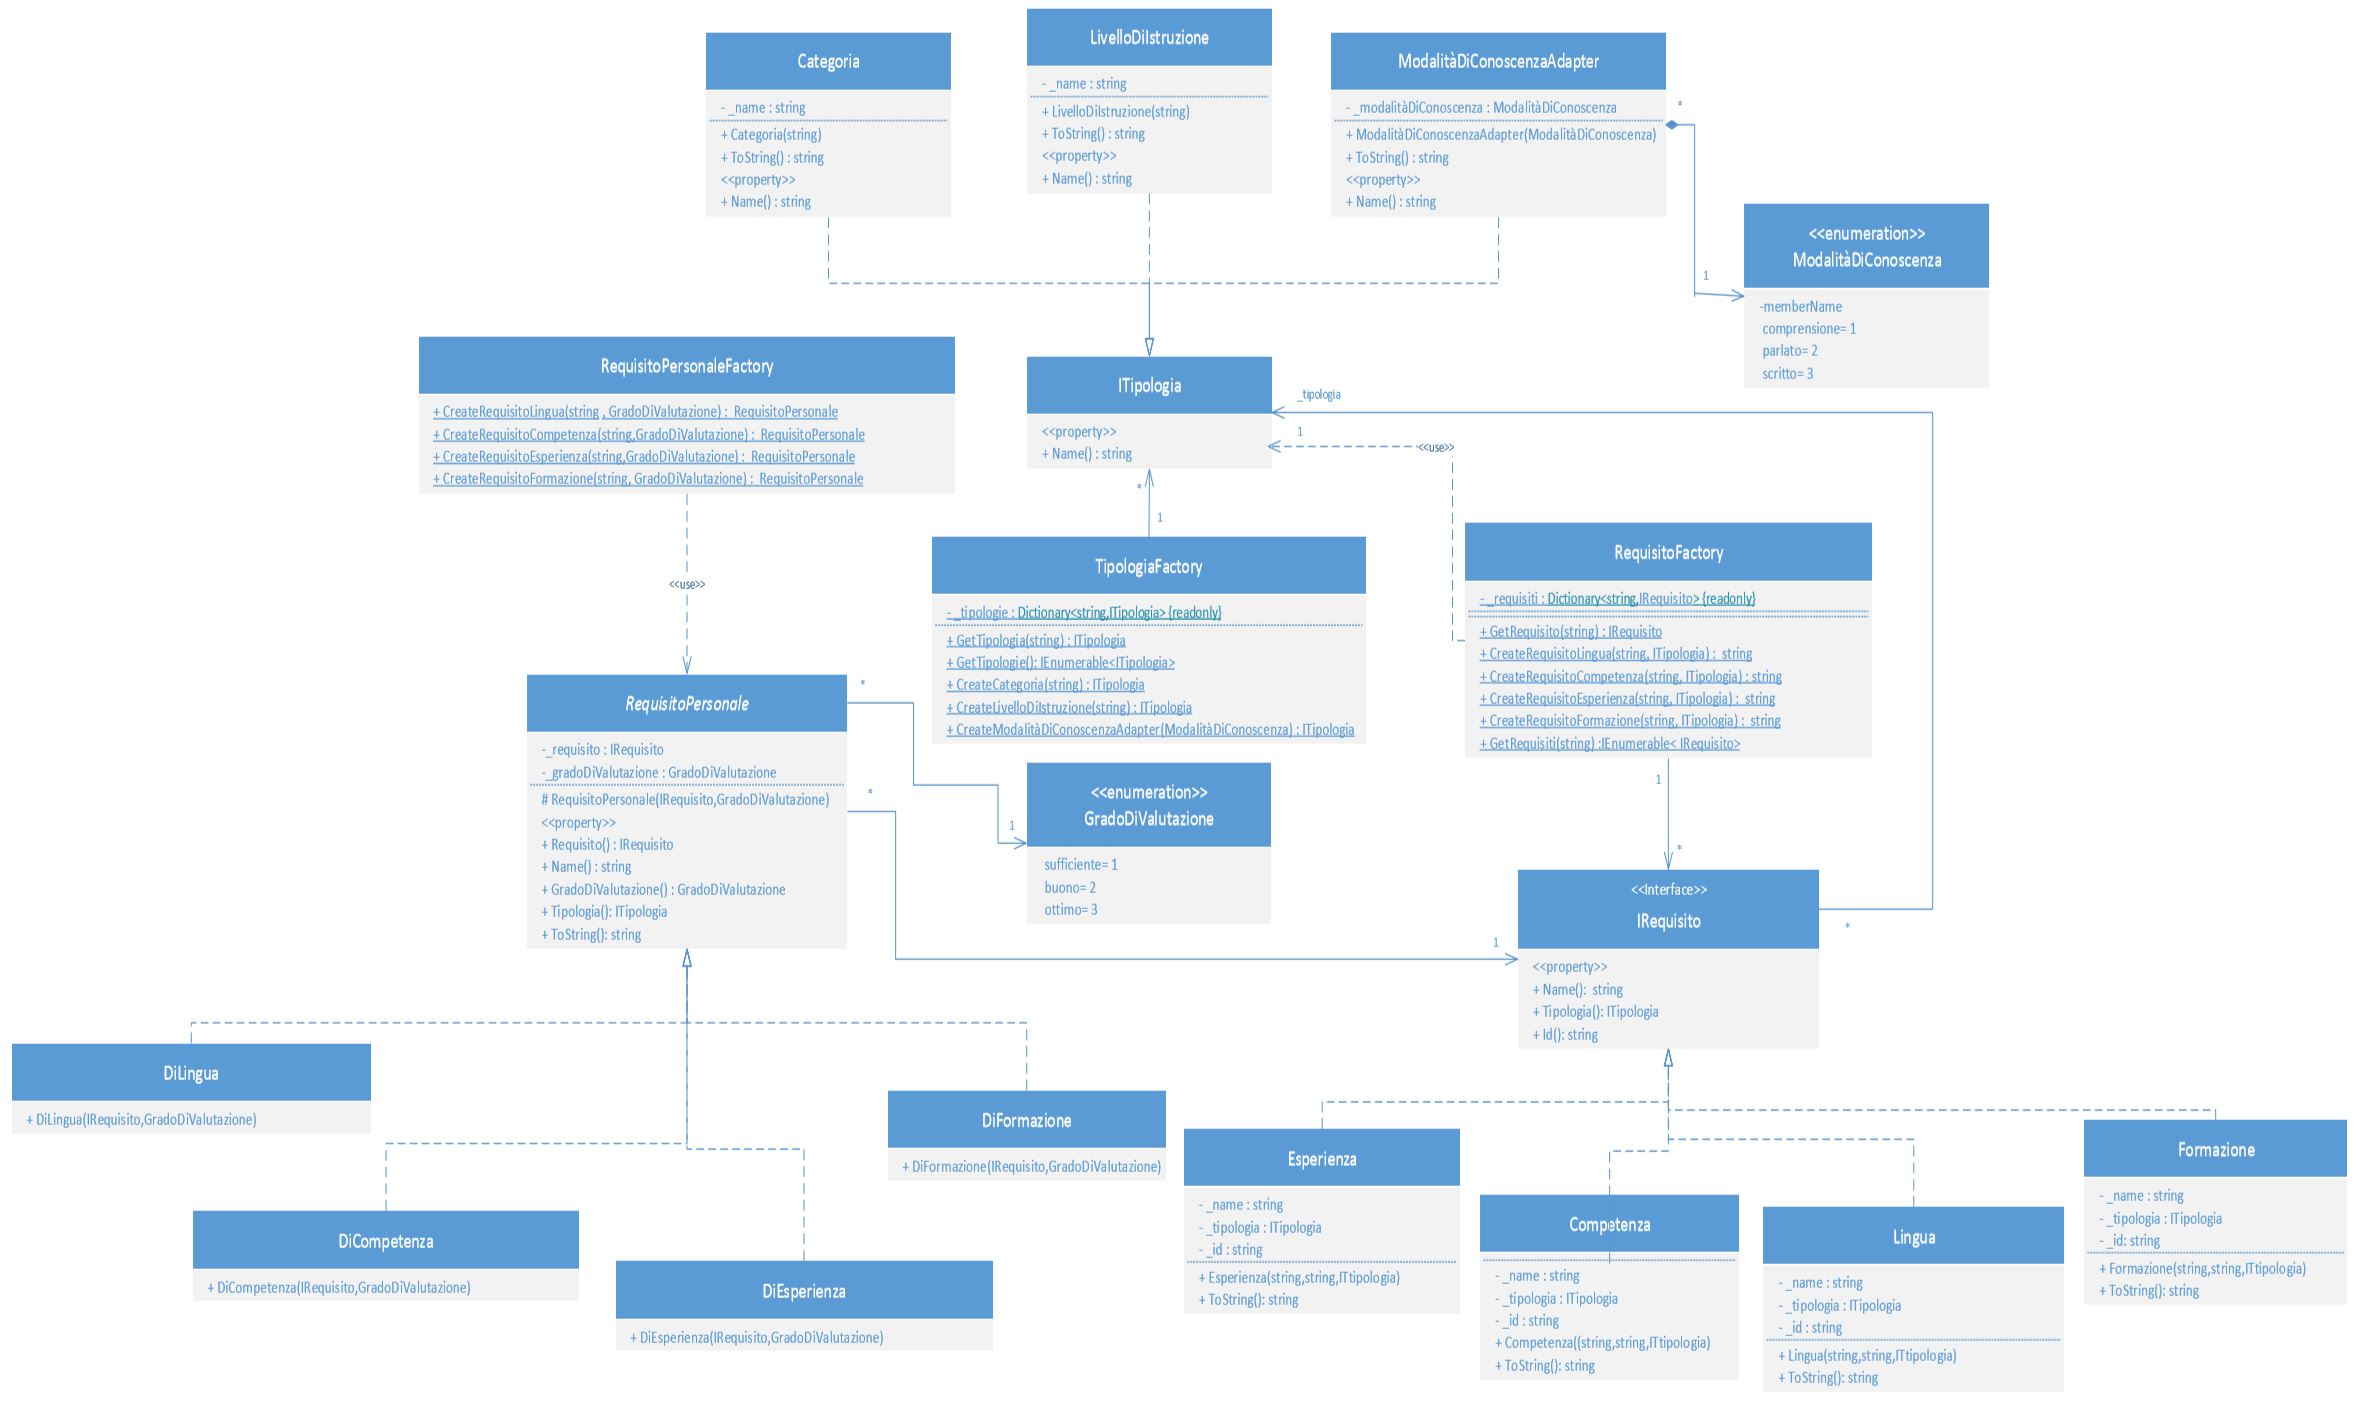 LivelloDiIstruzione
- _name : string
+ LivelloDiIstruzione(string)
+ ToString() : string
<<property>>
+ Name() : string
Categoria
- _name : string
+ Categoria(string)
+ ToString() : string
<<property>>
+ Name() : string
ModalitàDiConoscenzaAdapter
- _modalitàDiConoscenza : ModalitàDiConoscenza
+ ModalitàDiConoscenzaAdapter(ModalitàDiConoscenza)
+ ToString() : string
<<property>>
+ Name() : string
*
1
<<enumeration>>
ModalitàDiConoscenza
-memberName
comprensione= 1
parlato= 2
scritto= 3
RequisitoPersonaleFactory
+ CreateRequisitoLingua(string , GradoDiValutazione) : RequisitoPersonale
+ CreateRequisitoCompetenza(string,GradoDiValutazione) : RequisitoPersonale
+ CreateRequisitoEsperienza(string,GradoDiValutazione) : RequisitoPersonale
+ CreateRequisitoFormazione(string, GradoDiValutazione) : RequisitoPersonale
<<use>>
ITipologia
<<property>>
+ Name() : string
_tipologia
1
<<use>>
*
1
TipologiaFactory
- _tipologie : Dictionary<string,ITipologia> {readonly}
+ GetTipologia(string) : ITipologia
+ GetTipologie(): IEnumerable<ITipologia>
+ CreateCategoria(string) : ITipologia
+ CreateLivelloDiIstruzione(string) : ITipologia
+ CreateModalitàDiConoscenzaAdapter(ModalitàDiConoscenza) : ITipologia
RequisitoFactory
- _requisiti : Dictionary<string,IRequisito> {readonly}
+ GetRequisito(string) : IRequisito
+ CreateRequisitoLingua(string, ITipologia) : string
+ CreateRequisitoCompetenza(string, ITipologia) : string
+ CreateRequisitoEsperienza(string, ITipologia) : string
+ CreateRequisitoFormazione(string, ITipologia) : string
+ GetRequisiti(string) :IEnumerable< IRequisito>
1
*
RequisitoPersonale
-_requisito : IRequisito
-_gradoDiValutazione : GradoDiValutazione
# RequisitoPersonale(IRequisito,GradoDiValutazione)
<<property>>
+ Requisito() : IRequisito
+ Name() : string
+ GradoDiValutazione() : GradoDiValutazione
+ Tipologia(): ITipologia
+ ToString(): string
*
*
1
<<enumeration>>
GradoDiValutazione
sufficiente= 1
buono= 2
ottimo= 3
1
<<Interface>>
IRequisito
<<property>>
+ Name(): string
+ Tipologia(): ITipologia
+ Id(): string
*
DiLingua
+ DiLingua(IRequisito,GradoDiValutazione)
DiCompetenza
+ DiCompetenza(IRequisito,GradoDiValutazione)
DiEsperienza
+ DiEsperienza(IRequisito,GradoDiValutazione)
DiFormazione
+ DiFormazione(IRequisito,GradoDiValutazione)
Esperienza
- _name : string
- _tipologia : ITipologia
- _id : string
+ Esperienza(string,string,ITtipologia)
+ ToString(): string
Competenza
- _name : string
- _tipologia : ITipologia
- _id : string
+ Competenza((string,string,ITtipologia)
+ ToString(): string
Lingua
- _name : string
- _tipologia : ITipologia
- _id : string
+ Lingua(string,string,ITtipologia)
+ ToString(): string
Formazione
- _name : string
- _tipologia : ITipologia
- _id: string
+ Formazione(string,string,ITtipologia)
+ ToString(): string